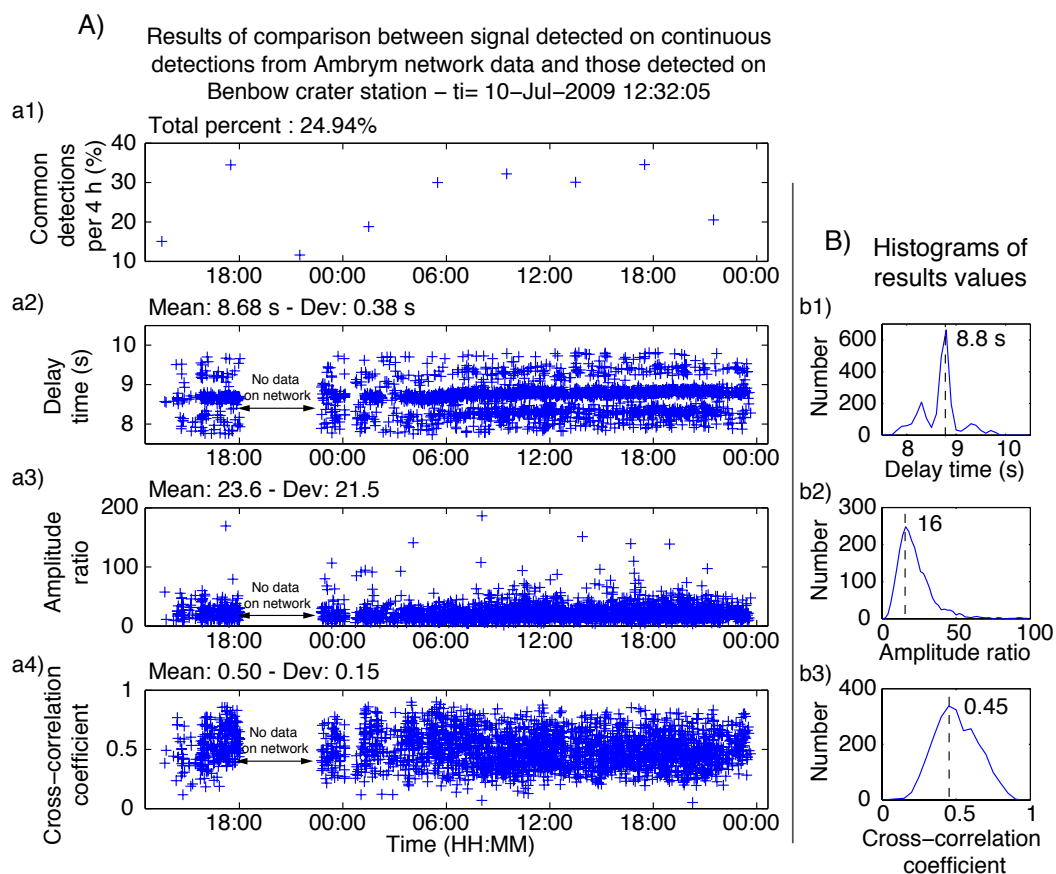 A)
Results of comparison between signal detected on continuous
detections from Ambrym network data and those detected on
Benbow crater station − ti= 10−Jul−2009 12:32:05
a1)
Total percent : 24.94%
Common
detections
per 4 h (%)
40
30
20
10
18:00 00:00 06:00 12:00 18:00 00:00
a2)
Mean: 8.68 s - Dev: 0.38 s
Delay
time (s)
10
9
8
No data
on network
18:00 00:00 06:00 12:00 18:00 00:00
a3)
Mean: 23.6 - Dev: 21.5
Amplitude
ratio
200
100
0
No data
on network
18:00 00:00 06:00 12:00 18:00 00:00
a4)
Mean: 0.50 - Dev: 0.15
Cross−correlation
coefficient
1
0.5
0
No data
on network
18:00 00:00 06:00 12:00 18:00 00:00
Time (HH:MM)
B)
Histograms of
results values
b1)
Number
600
400
200
0
8.8 s
8 9 10
Delay time (s)
b2)
Number
300
200
100
0
16
0 50 100
Amplitude ratio
b3)
Number
400
200
0
0.45
0 0.5 1
Cross−correlation
coefficient